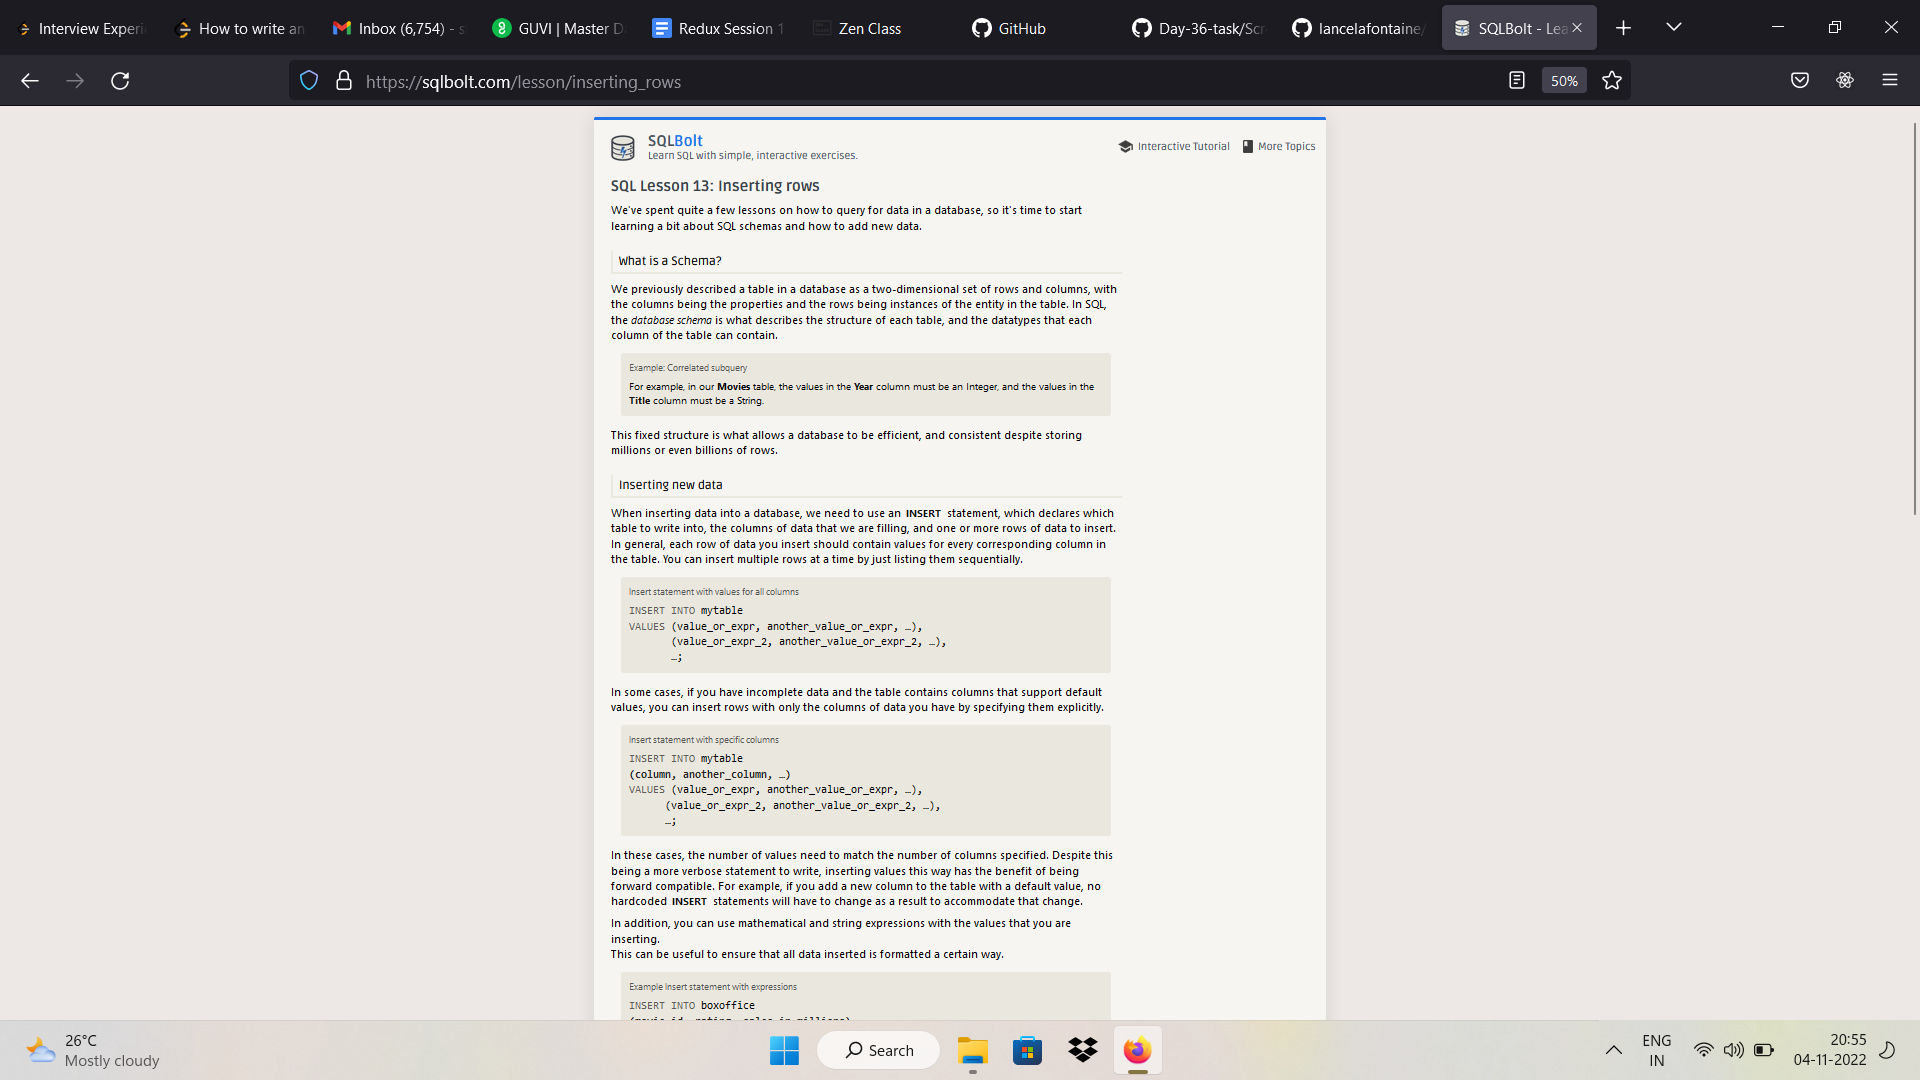 Interview Experi
How to write an
Inbox (6,754) - s
GUVI | Master D
Redux Session 1
Zen Class
GitHub
Day-36-task/Scr
lancelafontaine/
SQLBolt - Lea
https://sqlbolt.com/lesson/inserting_rows
50%
SQLBolt
Learn SQL with simple, interactive exercises.
Interactive Tutorial
More Topics
SQL Lesson 13: Inserting rows
We've spent quite a few lessons on how to query for data in a database, so it's time to start
learning a bit about SQL schemas and how to add new data.
What is a Schema?
We previously described a table in a database as a two-dimensional set of rows and columns, with
the columns being the properties and the rows being instances of the entity in the table. In SQL,
the database schema is what describes the structure of each table, and the datatypes that each
column of the table can contain.
Example: Correlated subquery
For example, in our Movies table, the values in the Year column must be an Integer, and the values in the
Title column must be a String.
This fixed structure is what allows a database to be efficient, and consistent despite storing
millions or even billions of rows.
Inserting new data
When inserting data into a database, we need to use an INSERT statement, which declares which
table to write into, the columns of data that we are filling, and one or more rows of data to insert.
In general, each row of data you insert should contain values for every corresponding column in
the table. You can insert multiple rows at a time by just listing them sequentially.
Insert statement with values for all columns
INSERT INTO mytable
VALUES (value_or_expr, another_value_or_expr, …),
(value_or_expr_2, another_value_or_expr_2, …),
…;
In some cases, if you have incomplete data and the table contains columns that support default
values, you can insert rows with only the columns of data you have by specifying them explicitly.
Insert statement with specific columns
INSERT INTO mytable
(column, another_column, …)
VALUES (value_or_expr, another_value_or_expr, …),
(value_or_expr_2, another_value_or_expr_2, …),
…;
In these cases, the number of values need to match the number of columns specified. Despite this
being a more verbose statement to write, inserting values this way has the benefit of being
forward compatible. For example, if you add a new column to the table with a default value, no
hardcoded INSERT statements will have to change as a result to accommodate that change.
In addition, you can use mathematical and string expressions with the values that you are
inserting.
This can be useful to ensure that all data inserted is formatted a certain way.
Example Insert statement with expressions
INSERT INTO boxoffice
(movie_id, rating, sales_in_millions)
26°C
Mostly cloudy
Search
ENG
IN
20:55
04-11-2022